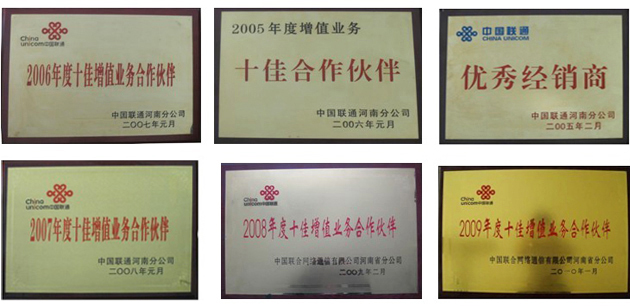 China
unicom中国联通
2006年度十佳增值业务合作伙伴
中国联通河南分公司
二〇〇七年元月
2005年度增值业务
十佳合作伙伴
中国联通河南分公司
二〇〇六年元月
中国联通
CHINA UNICOM
优秀经销商
中国联通河南分公司
二〇〇五年二月
China
unicom中国联通
2007年度十佳增值业务合作伙伴
中国联通河南分公司
二〇〇八年元月
China
unicom中国联通
2008年度十佳增值业务合作伙伴
中国联合网络通信有限公司河南省分公司
二〇〇九年二月
China
unicom中国联通
2009年度十佳增值业务合作伙伴
中国联合网络通信有限公司河南省分公司
二〇一〇年一月